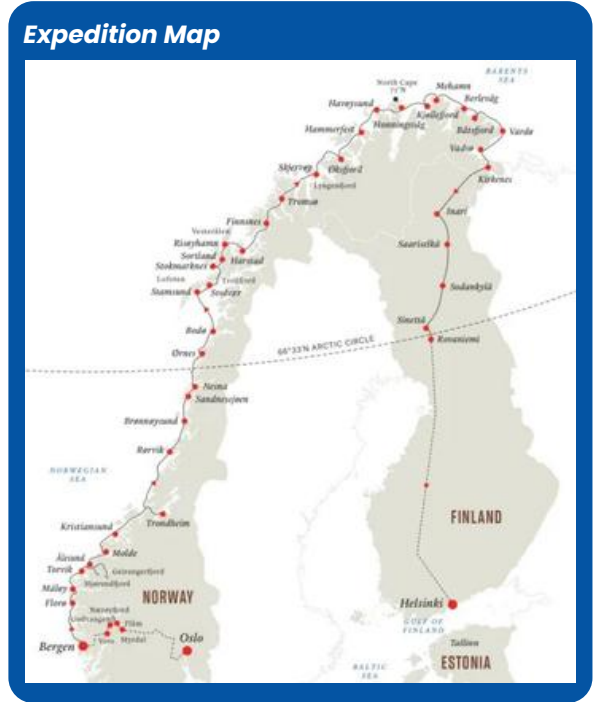 Expedition Map
BARENTS
SEA
North Cape
71°N
Mehamn
Berlevåg
Havøysund
Kjøllefjord
Honningsvåg
Hammerfest
Båtsfjord
Vardø
Vadsø
Øksfjord
Skjervøy
Kirkenes
Lyngenfjord
Tromsø
Inari
Finnsnes
Vesterålen
Risøyhamn
Saariselkä
Sortland
Harstad
Stokmarknes
Lofoten
Trollfjord
Stamsund
Svolvær
Sodankylä
Bodø
Sinettä
Rovaniemi
66°33'N ARCTIC CIRCLE
Ørnes
Nesna
Sandnessjøen
Brønnøysund
Rørvik
NORWEGIAN
SEA
Trondheim
FINLAND
Kristiansund
Molde
Ålesund
Torvik
Geirangerfjord
Hjørundfjord
Måløy
NORWAY
Florø
Helsinki
Nærøyfjord
Gudvangen
Flåm
GULF OF
FINLAND
Voss
Myrdal
Bergen
Oslo
Tallinn
ESTONIA
BALTIC
SEA